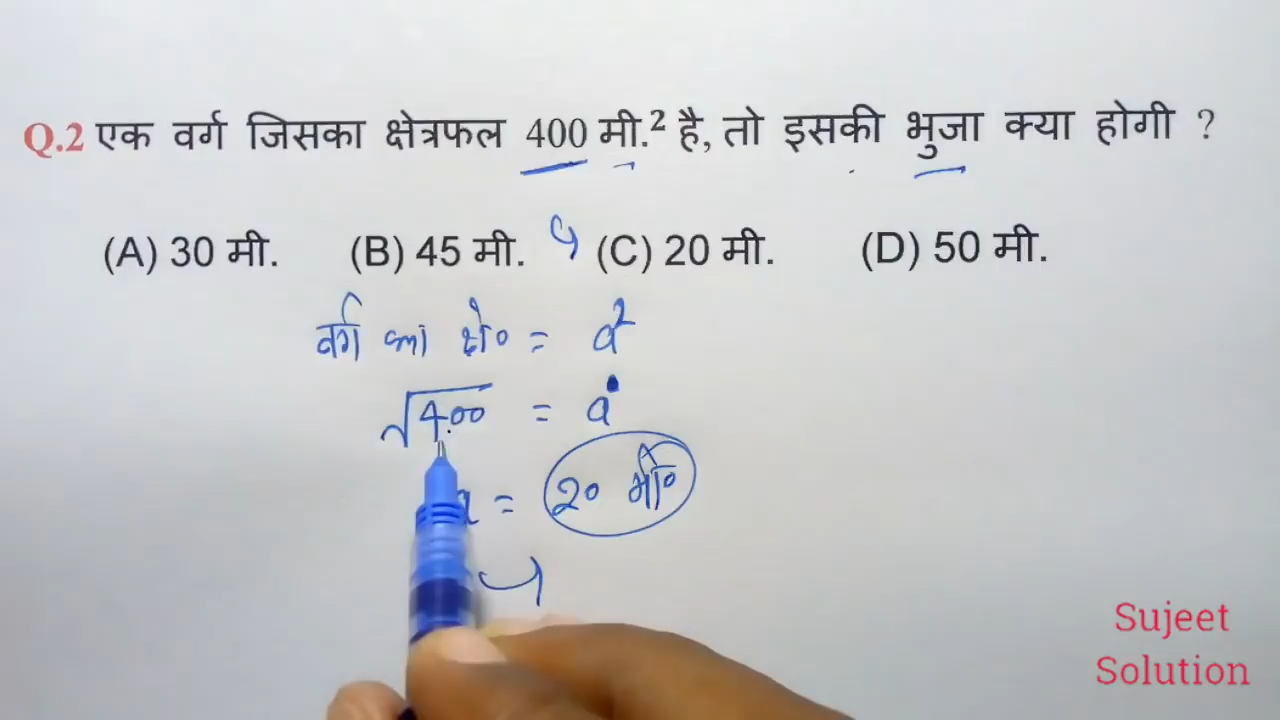 Q.2 एक वर्ग जिसका क्षेत्रफल 400 मी.² है, तो इसकी भुजा क्या होगी ?
(A) 30 मी. (B) 45 मी. (C) 20 मी. (D) 50 मी.
वर्ग का क्षे० = a²
√400 = a
a = 20 मी०
Sujeet
Solution